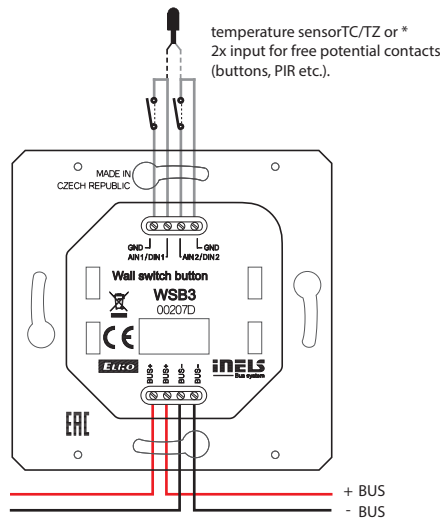 temperature sensorTC/TZ or *
2x input for free potential contacts
(buttons, PIR etc.).
MADE IN
CZECH REPUBLIC
GND
GND
AIN1/DIN1
AIN2/DIN2
Wall switch button
WSB3
00207D
CE
ELKO
iNELS
Bus system
BUS+
BUS+
BUS-
BUS-
EAC
+ BUS
- BUS